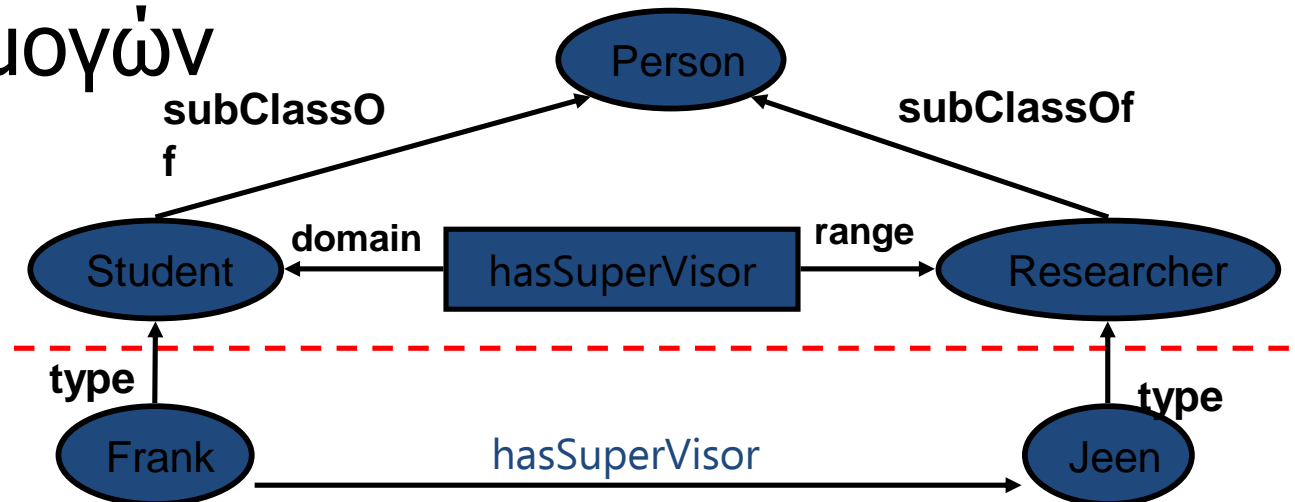 μογών
Person
subClassO
f
subClassOf
domain
range
Student
hasSuperVisor
Researcher
type
type
Frank
hasSuperVisor
Jeen